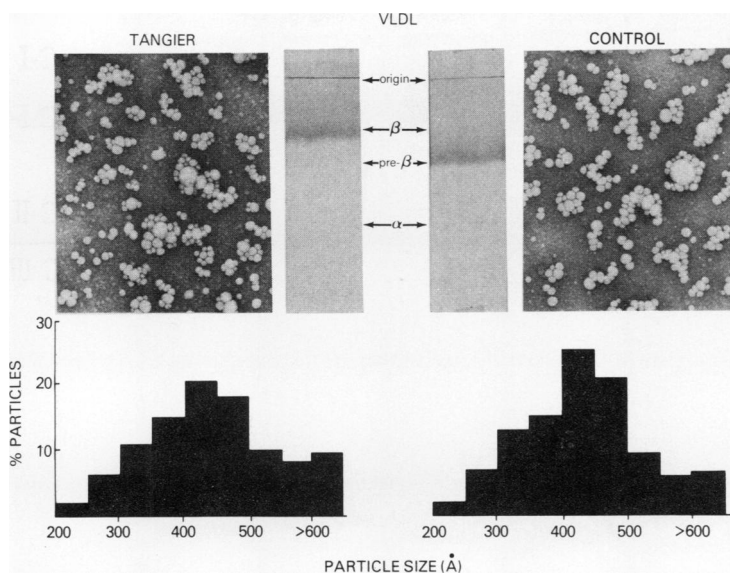 VLDL
TANGIER
CONTROL
origin
β
pre-β
α
30
20
10
% PARTICLES
200 300 400 500 >600
200 300 400 500 >600
PARTICLE SIZE (Å)